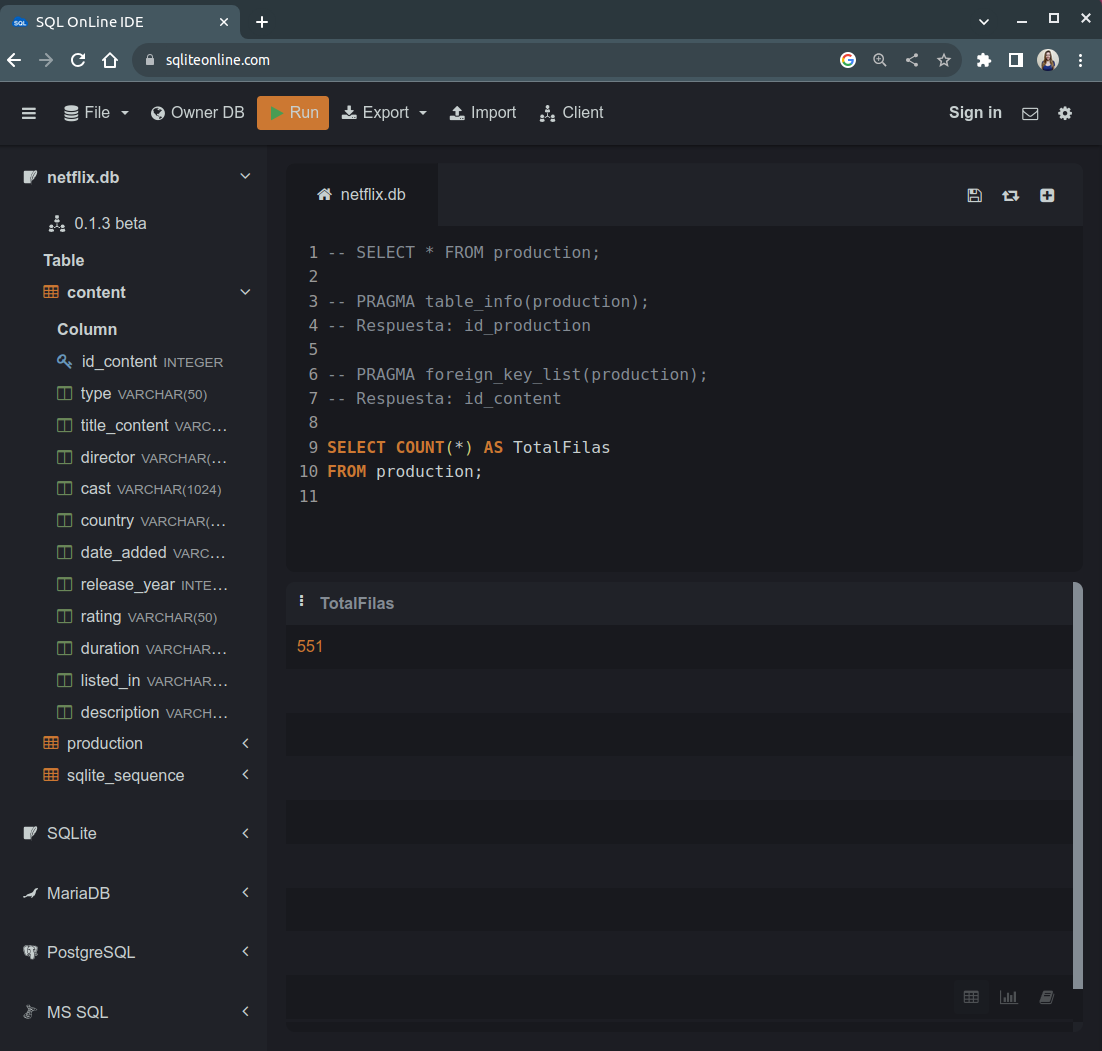 SQL OnLine IDE
sqliteonline.com
File Owner DB Run Export Import Client Sign in
netflix.db
0.1.3 beta
Table
content
Column
id_content INTEGER
type VARCHAR(50)
title_content VARC...
director VARCHAR(...
cast VARCHAR(1024)
country VARCHAR(...
date_added VARC...
release_year INTE...
rating VARCHAR(50)
duration VARCHAR...
listed_in VARCHAR...
description VARCH...
production
sqlite_sequence
SQLite
MariaDB
PostgreSQL
MS SQL
netflix.db
1 -- SELECT * FROM production;
2
3 -- PRAGMA table_info(production);
4 -- Respuesta: id_production
5
6 -- PRAGMA foreign_key_list(production);
7 -- Respuesta: id_content
8
9 SELECT COUNT(*) AS TotalFilas
10 FROM production;
11
TotalFilas
551